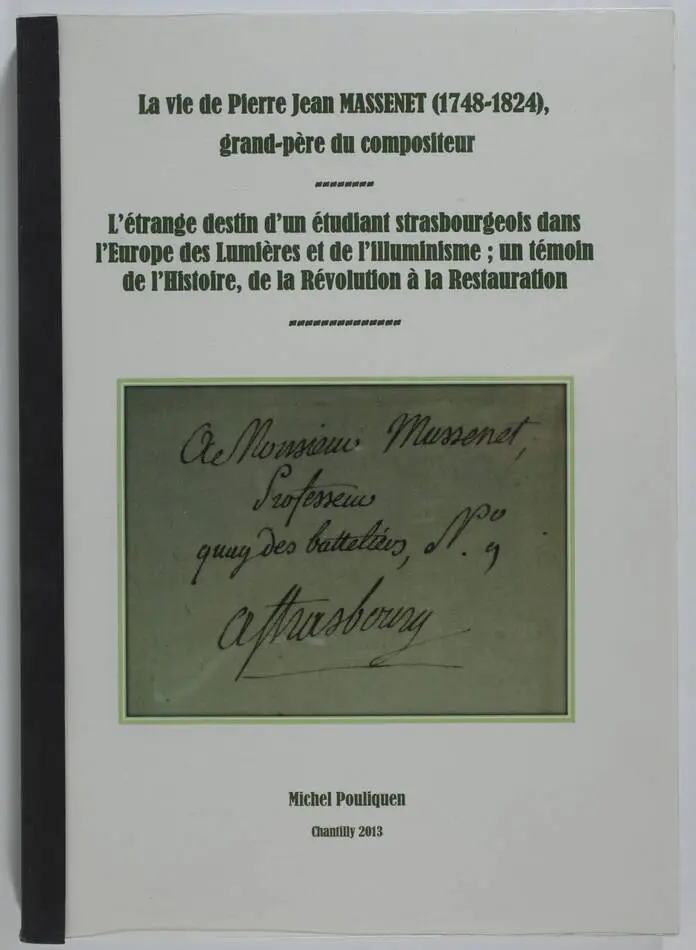 La vie de Pierre Jean MASSENET (1748-1824),
grand-père du compositeur
--------
L'étrange destin d'un étudiant strasbourgeois dans
l'Europe des Lumières et de l'illuminisme ; un témoin
de l'Histoire, de la Révolution à la Restauration
--------------
A Monsieur Massenet,
Professeur
quay des batteliers, N.º 9
a Strasbourg
Michel Pouliquen
Chantilly 2013